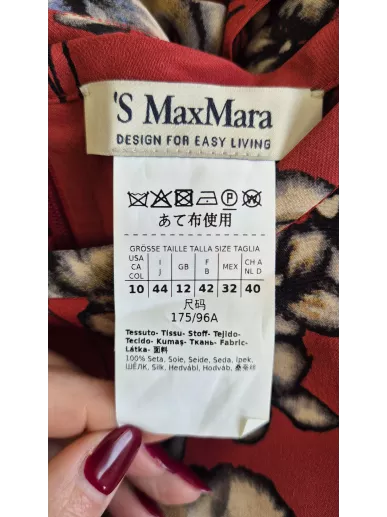 'S MaxMara
DESIGN FOR EASY LIVING
あて布使用
GRÖSSE TAILLE TALLA SIZE TAGLIA
USA CA COL I J GB F B MEX CH A NL D
10 44 12 42 32 40
尺码
175/96A
Tessuto- Tissu- Stoff- Tejido-
Tecido- Kumaş- Ткань- Fabric-
Látka- 面料
100% Seta, Soie, Seide, Seda, İpek,
ШЁЛК, Silk, Hedvábí, Hodváb, 桑蚕丝